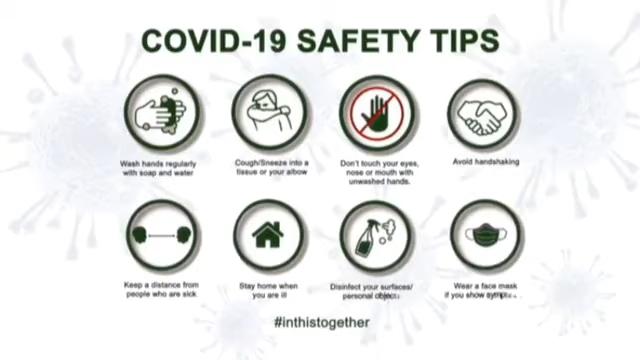 COVID-19 SAFETY TIPS
Wash hands regularly
with soap and water
Cough/Sneeze into a
tissue or your albow
Don't touch your eyes,
nose or mouth with
unwashed hands.
Avoid handshaking
Keep a distance from
people who are sick
Stay home when
you are ill
Disinfect your surfaces/
personal objects
Wear a face mask
if you show
#inthistogether